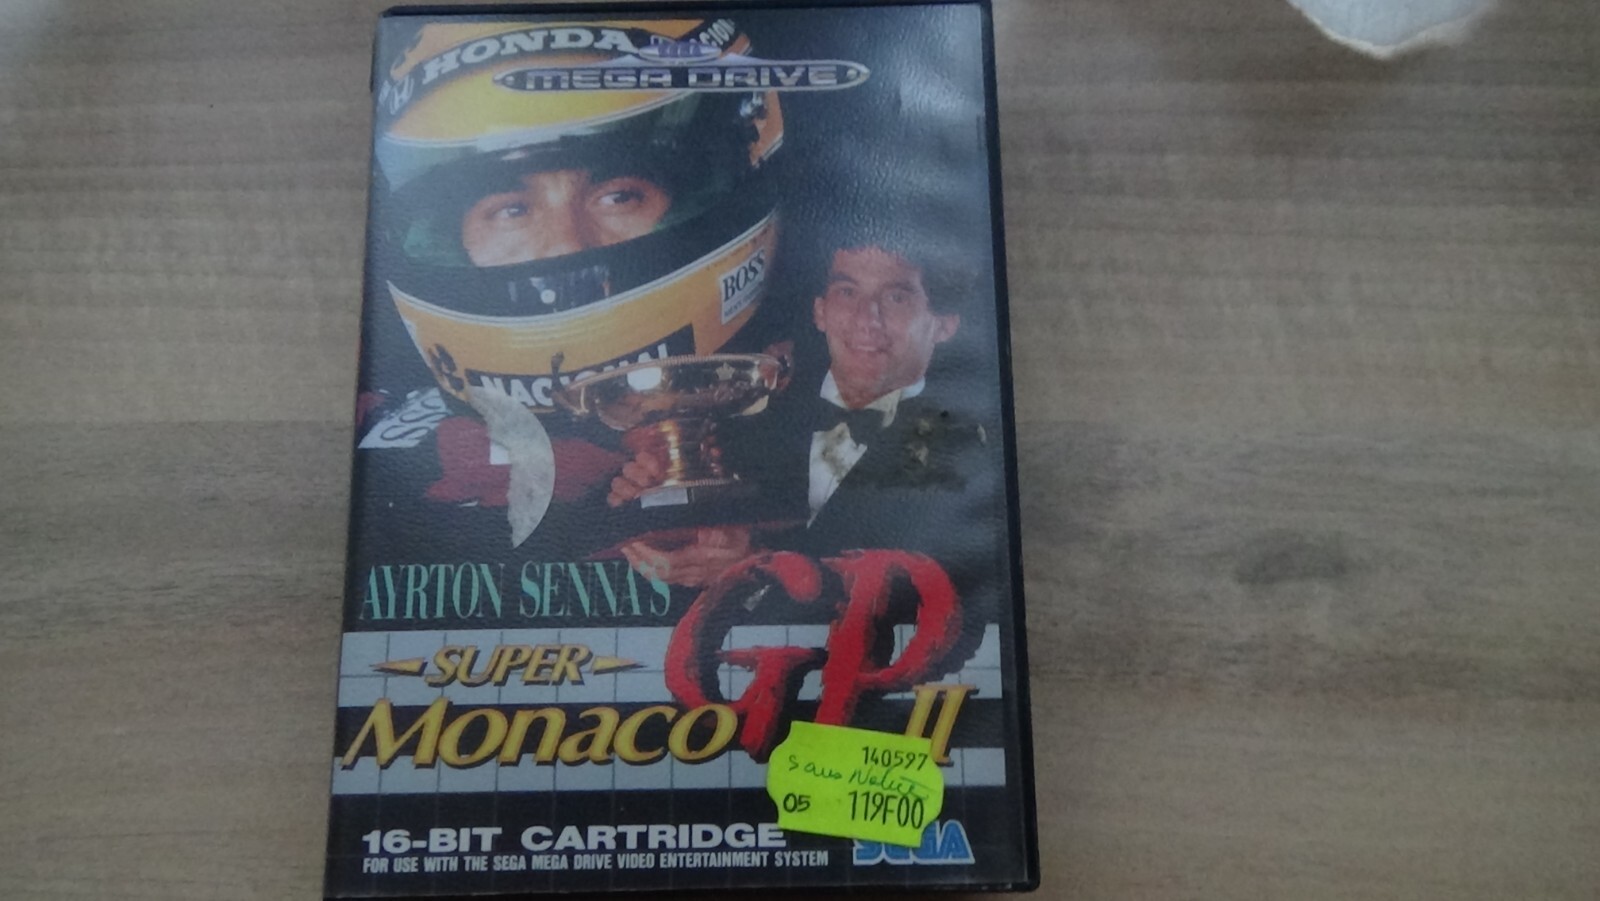 HONDA
MEGA DRIVE
BOSS
NACIONAL
BOSS
AYRTON SENNA'S
GP
SUPER
Monaco
II
140597
sans Notice
05 119F00
16-BIT CARTRIDGE
SEGA
FOR USE WITH THE SEGA MEGA DRIVE VIDEO ENTERTAINMENT SYSTEM